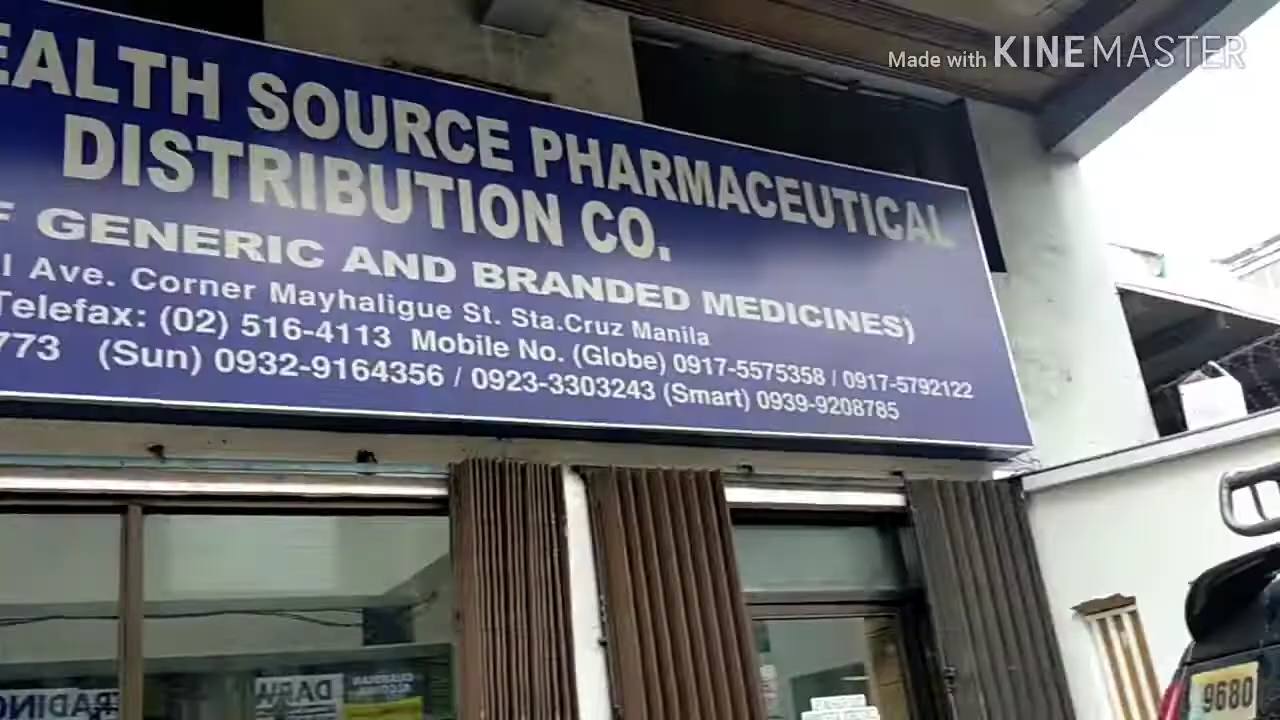 Made with KINEMASTER
EALTH SOURCE PHARMACEUTICAL
DISTRIBUTION CO.
F GENERIC AND BRANDED MEDICINES)
l Ave. Corner Mayhaligue St. Sta.Cruz Manila
Telefax: (02) 516-4113 Mobile No. (Globe) 0917-5575358 / 0917-5792122
773 (Sun) 0932-9164356 / 0923-3303243 (Smart) 0939-9208785
9680